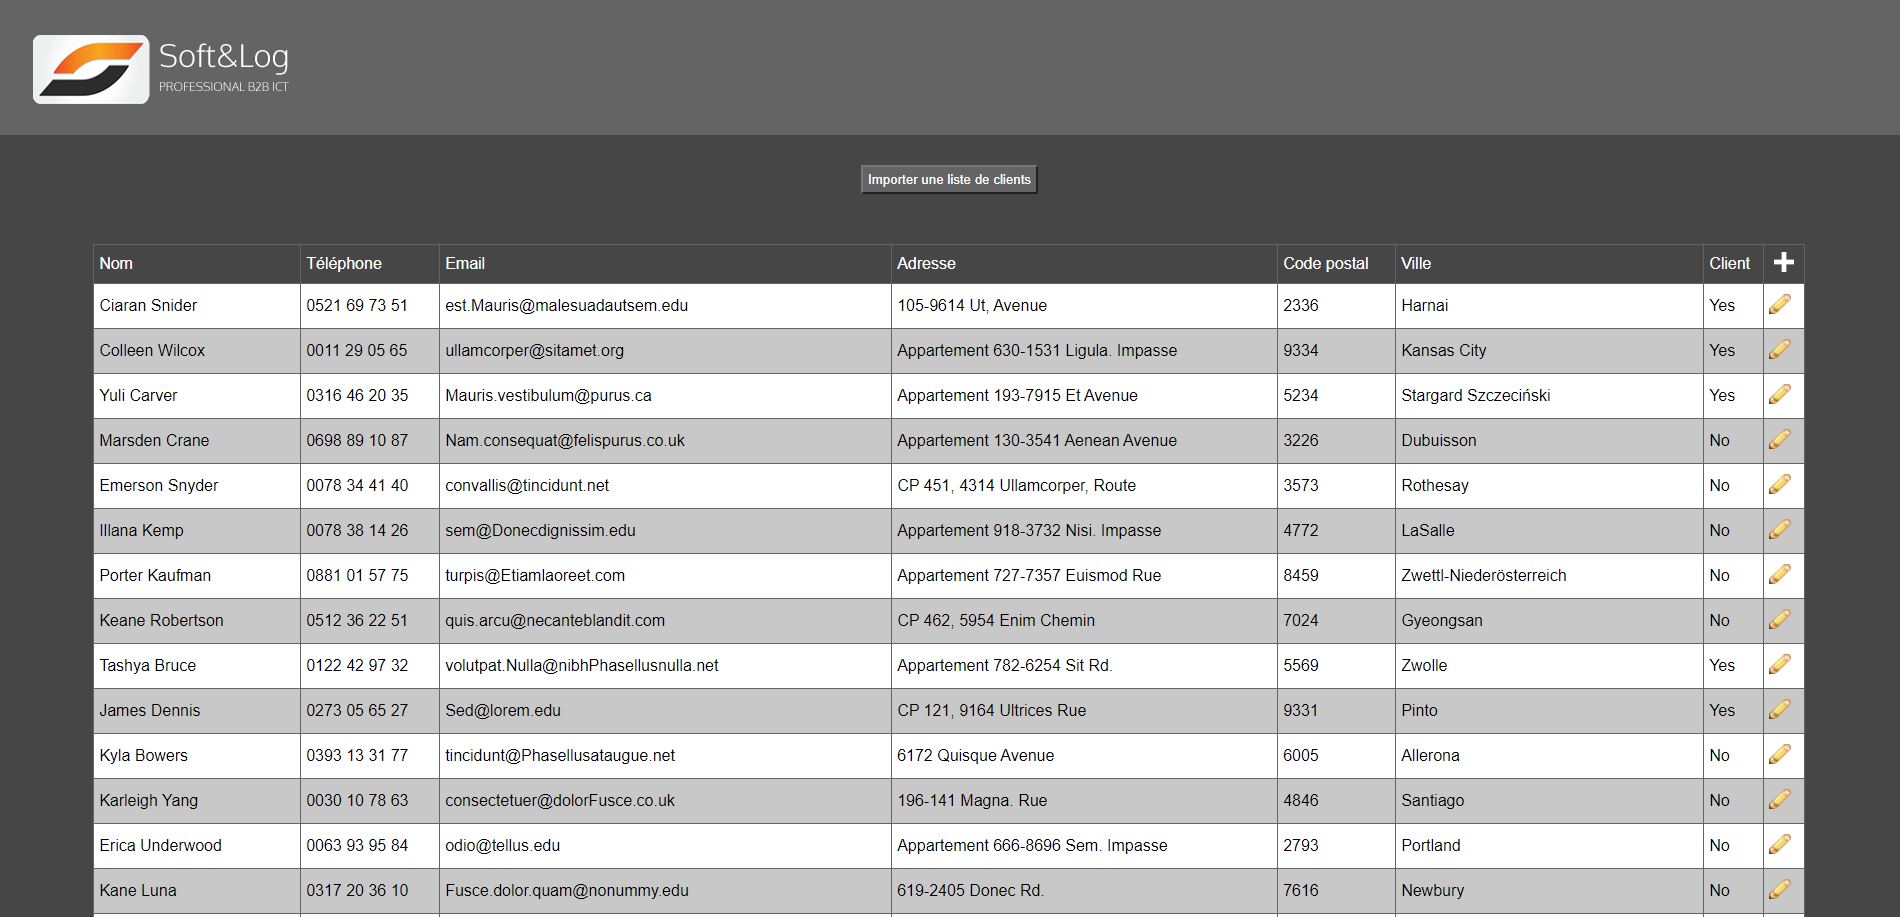 Soft&Log
PROFESSIONAL B2B ICT
Importer une liste de clients
Nom Téléphone Email Adresse Code postal Ville Client
Ciaran Snider 0521 69 73 51 est.Mauris@malesuadautsem.edu 105-9614 Ut, Avenue 2336 Harnai Yes
Colleen Wilcox 0011 29 05 65 ullamcorper@sitamet.org Appartement 630-1531 Ligula. Impasse 9334 Kansas City Yes
Yuli Carver 0316 46 20 35 Mauris.vestibulum@purus.ca Appartement 193-7915 Et Avenue 5234 Stargard Szczeciński Yes
Marsden Crane 0698 89 10 87 Nam.consequat@felispurus.co.uk Appartement 130-3541 Aenean Avenue 3226 Dubuisson No
Emerson Snyder 0078 34 41 40 convallis@tincidunt.net CP 451, 4314 Ullamcorper, Route 3573 Rothesay No
Illana Kemp 0078 38 14 26 sem@Donecdignissim.edu Appartement 918-3732 Nisi. Impasse 4772 LaSalle No
Porter Kaufman 0881 01 57 75 turpis@Etiamlaoreet.com Appartement 727-7357 Euismod Rue 8459 Zwettl-Niederösterreich No
Keane Robertson 0512 36 22 51 quis.arcu@necanteblandit.com CP 462, 5954 Enim Chemin 7024 Gyeongsan No
Tashya Bruce 0122 42 97 32 volutpat.Nulla@nibhPhasellusnulla.net Appartement 782-6254 Sit Rd. 5569 Zwolle Yes
James Dennis 0273 05 65 27 Sed@lorem.edu CP 121, 9164 Ultrices Rue 9331 Pinto Yes
Kyla Bowers 0393 13 31 77 tincidunt@Phasellusataugue.net 6172 Quisque Avenue 6005 Allerona No
Karleigh Yang 0030 10 78 63 consectetuer@dolorFusce.co.uk 196-141 Magna. Rue 4846 Santiago No
Erica Underwood 0063 93 95 84 odio@tellus.edu Appartement 666-8696 Sem. Impasse 2793 Portland No
Kane Luna 0317 20 36 10 Fusce.dolor.quam@nonummy.edu 619-2405 Donec Rd. 7616 Newbury No